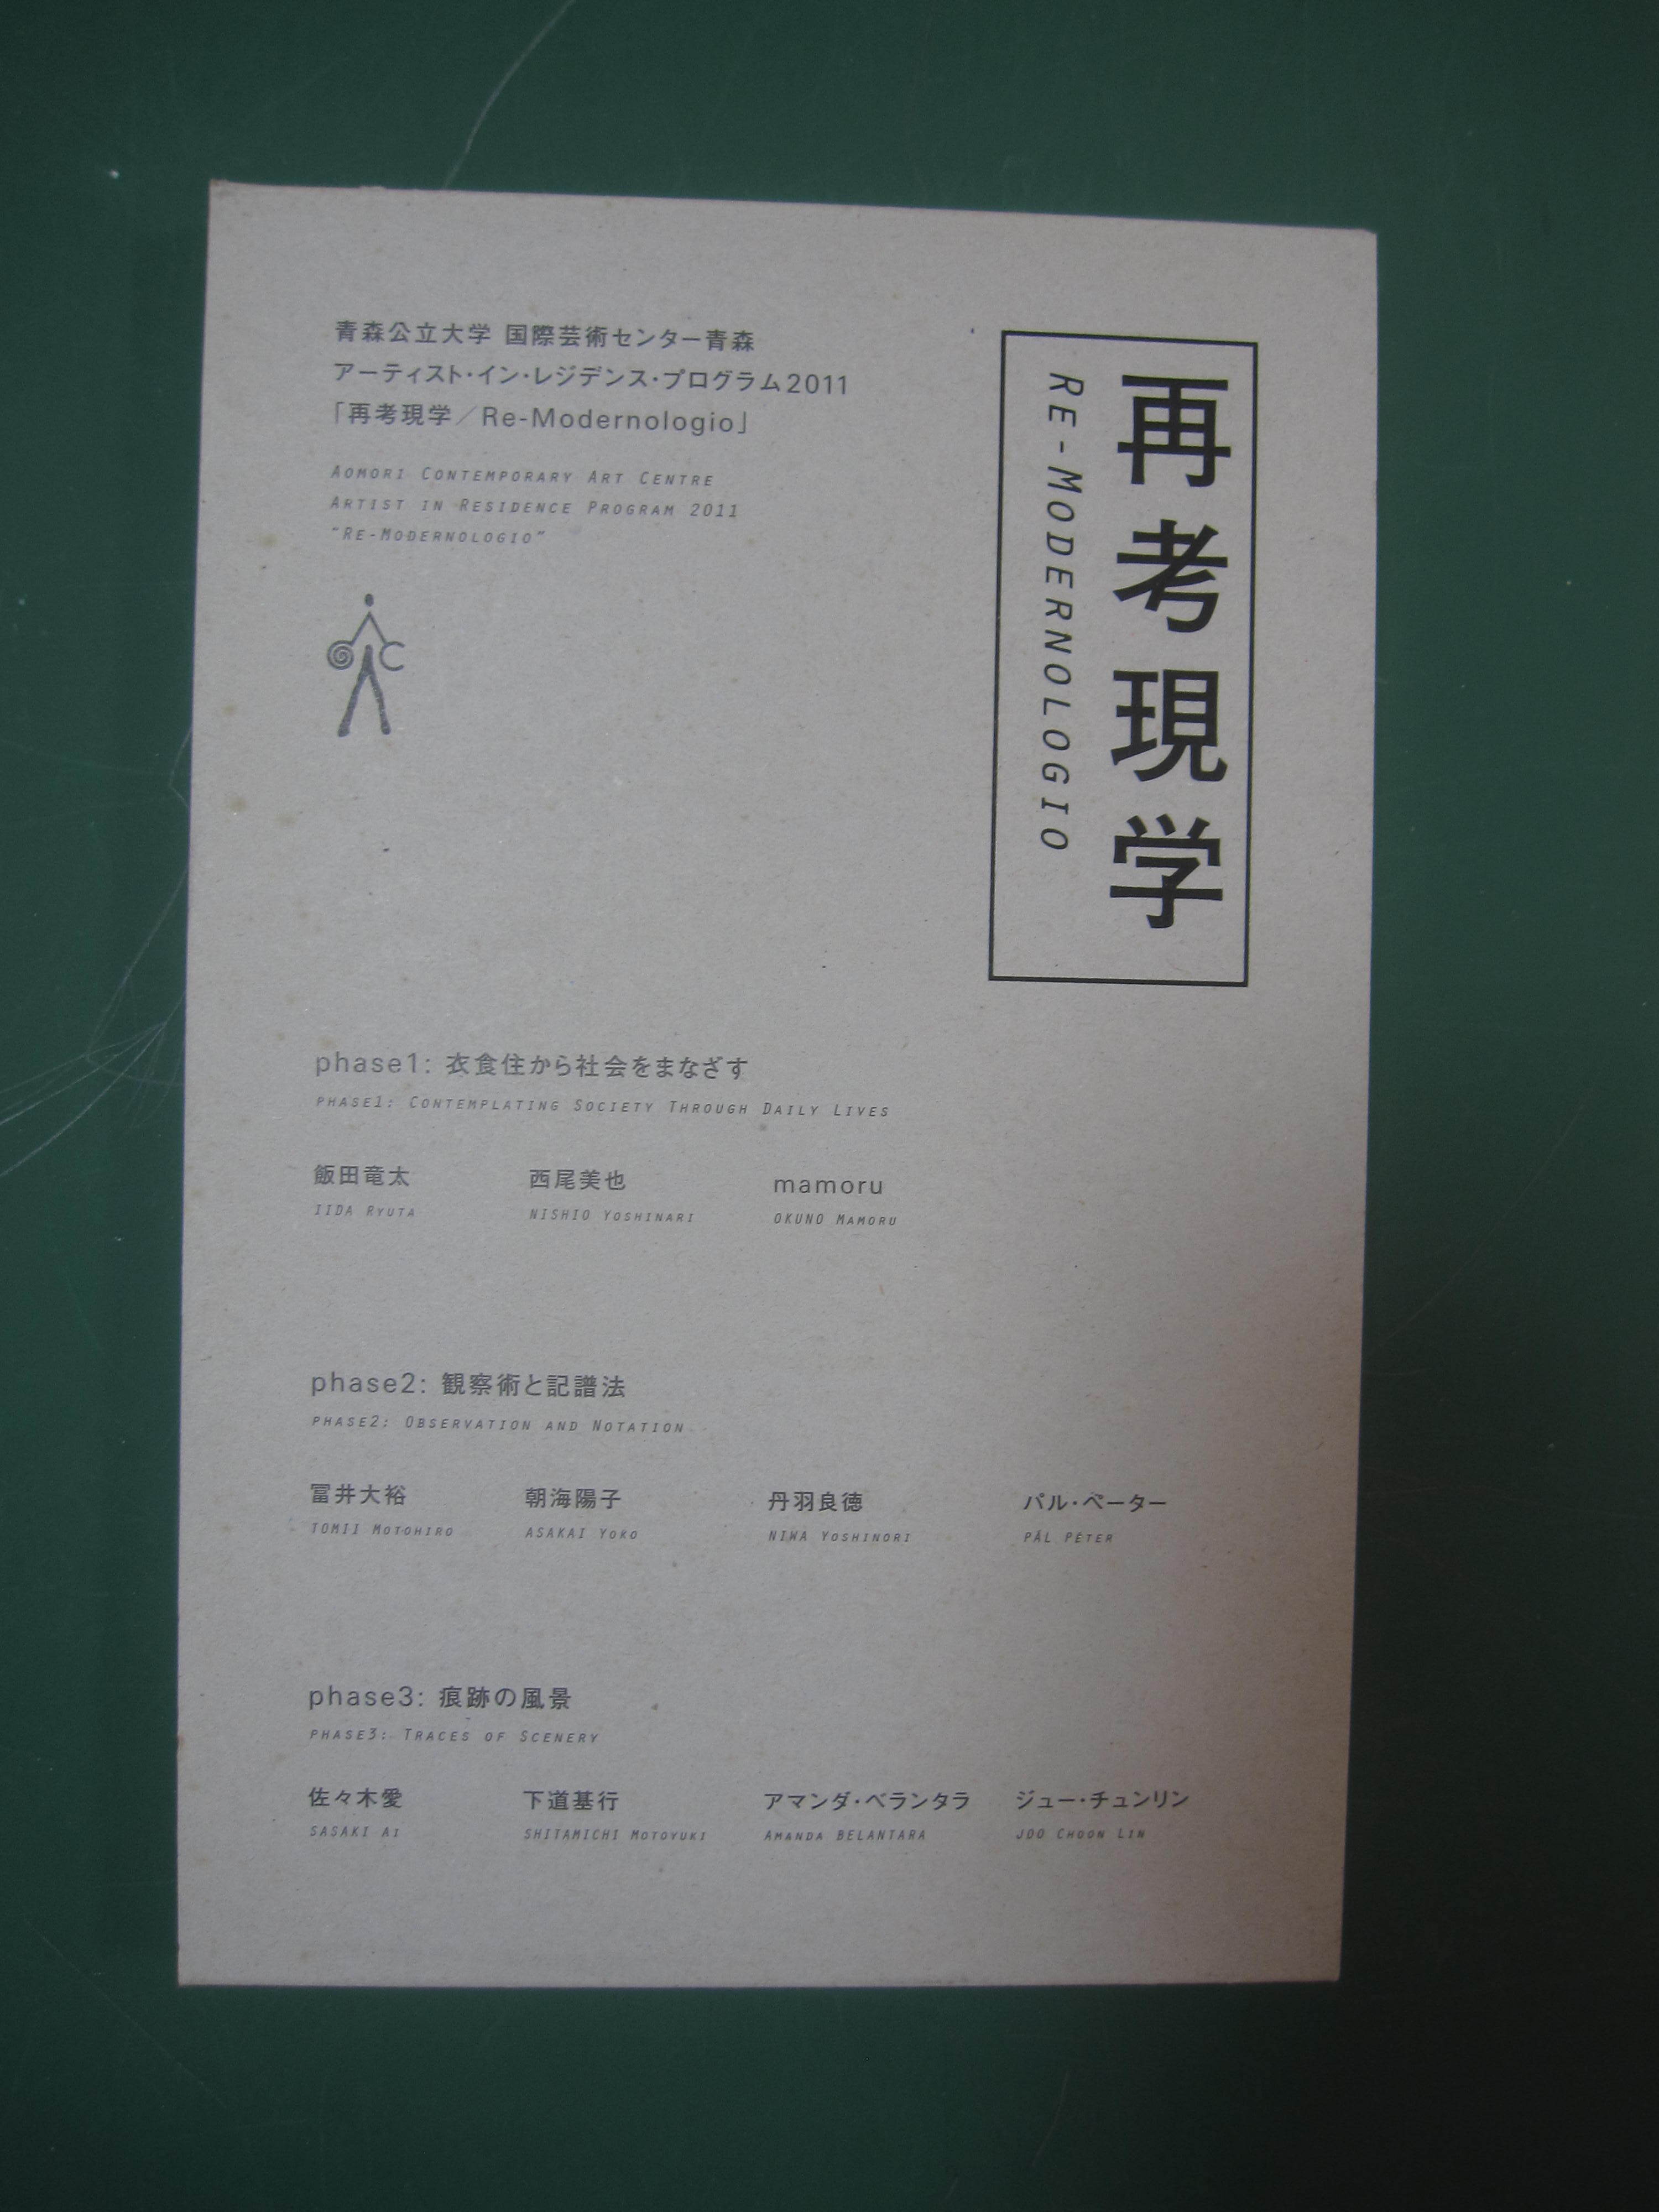 青森公立大学 国際芸術センター青森
アーティスト・イン・レジデンス・プログラム2011
「再考現学／Re-Modernologio」
AOMORI CONTEMPORARY ART CENTRE
ARTIST IN RESIDENCE PROGRAM 2011
“RE-MODERNOLOGIO”
再考現学
RE-MODERNOLOGIO
phase1: 衣食住から社会をまなざす
PHASE1: CONTEMPLATING SOCIETY THROUGH DAILY LIVES
飯田竜太 西尾美也 mamoru
IIDA RYUTA NISHIO YOSHINARI OKUNO MAMORU
phase2: 観察術と記譜法
PHASE2: OBSERVATION AND NOTATION
冨井大裕 朝海陽子 丹羽良徳 パル・ペーター
TOMII MOTOHIRO ASAKAI YOKO NIWA YOSHINORI PÁL PÉTER
phase3: 痕跡の風景
PHASE3: TRACES OF SCENERY
佐々木愛 下道基行 アマンダ・ベランタラ ジュー・チュンリン
SASAKI AI SHITAMICHI MOTOYUKI AMANDA BELANTARA JOO CHOON LIN